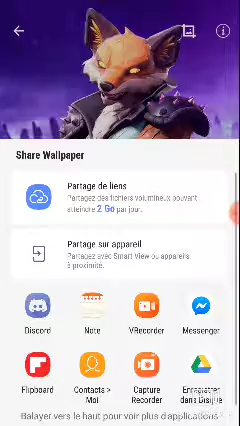 Share Wallpaper
Partage de liens
Partagez des fichiers volumineux pouvant
atteindre 2 Go par jour.
Partage sur appareil
Partagez avec Smart View ou appareils
à proximité.
Discord
Note
VRecorder
Messenger
Flipboard
Contacts >
Moi
Capture
Recorder
Enregistrer
dans Disque
Balayer vers le haut pour voir plus d'applications